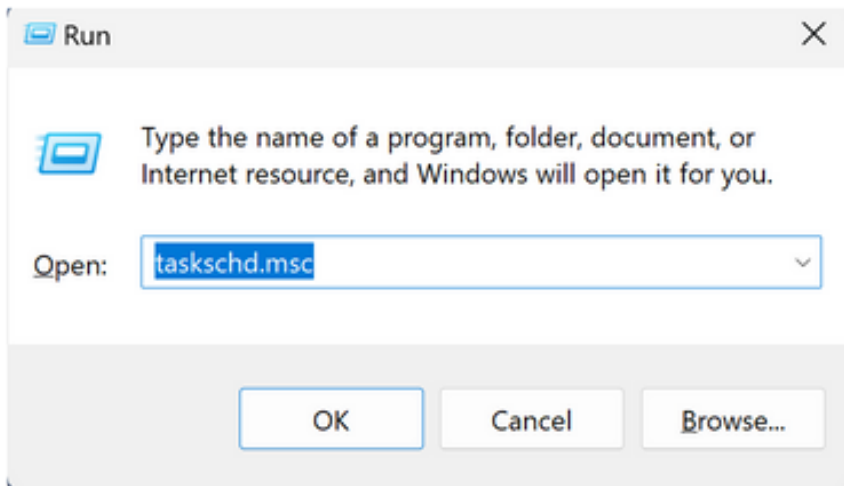 Run
Type the name of a program, folder, document, or
Internet resource, and Windows will open it for you.
Open: taskschd.msc
OK Cancel Browse...